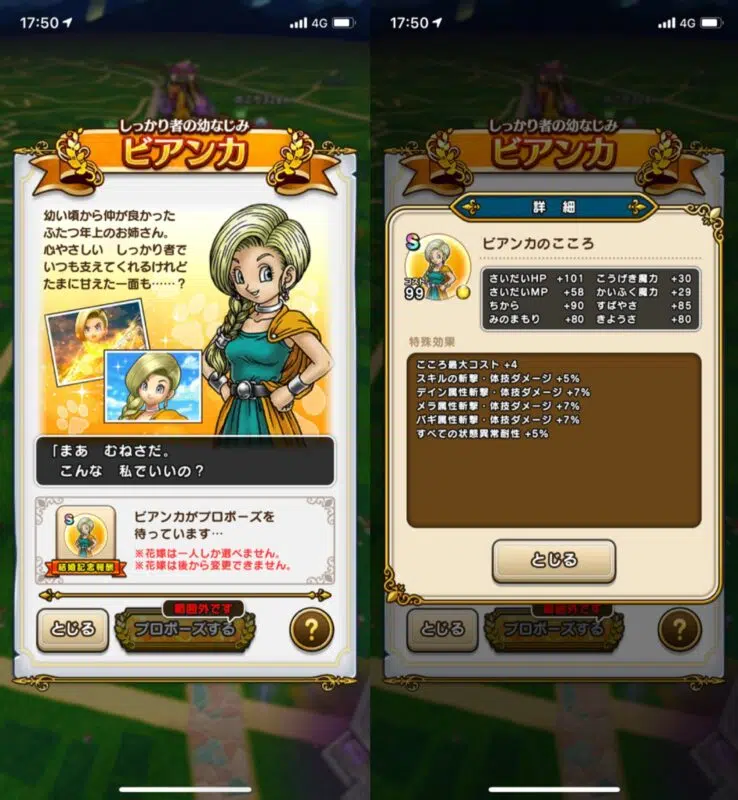 17:50
4G
しっかり者の幼なじみ
ビアンカ
幼い頃から仲が良かった
ふたつ年上のお姉さん。
心やさしい しっかり者で
いつも支えてくれるけれど
たまに甘えた一面も……?
「まあ むねさだ。
こんな 私でいいの?
S
結婚記念報酬
ビアンカがプロポーズを
待っています…
※花嫁は一人しか選べません。
※花嫁は後から変更できません。
範囲外です
とじる
プロポーズする
?
17:50
4G
しっかり者の幼なじみ
ビアンカ
詳細
S
コスト
99
ビアンカのこころ
さいだいHP +101 こうげき魔力 +30
さいだいMP +58 かいふく魔力 +29
ちから +90 すばやさ +85
みのまもり +80 きようさ +80
特殊効果
こころ最大コスト +4
スキルの斬撃・体技ダメージ +5%
デイン属性斬撃・体技ダメージ +7%
メラ属性斬撃・体技ダメージ +7%
バギ属性斬撃・体技ダメージ +7%
すべての状態異常耐性 +5%
とじる
範囲外です
とじる
プロポーズする
?